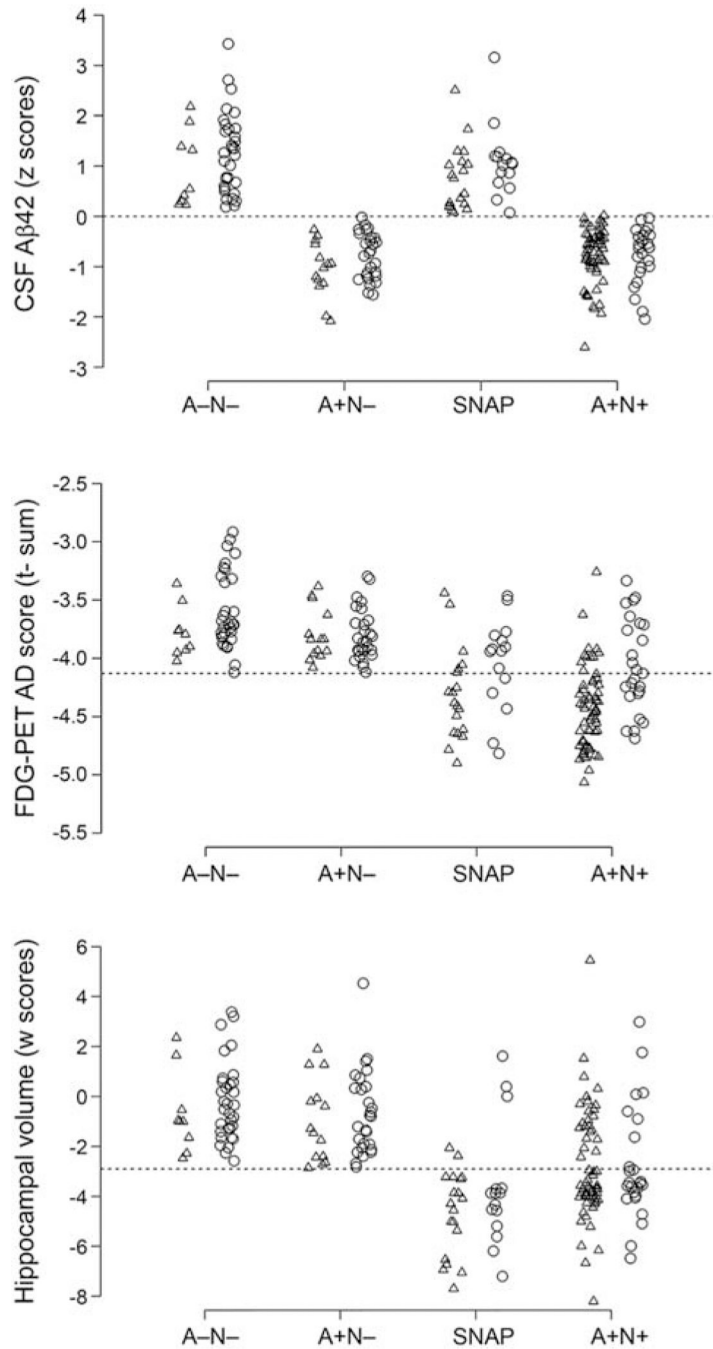 CSF Aβ42 (z scores)
4
3
2
1
0
-1
-2
-3
A–N–
A+N–
SNAP
A+N+
FDG-PET AD score (t- sum)
-2.5
-3.0
-3.5
-4.0
-4.5
-5.0
-5.5
A–N–
A+N–
SNAP
A+N+
Hippocampal volume (w scores)
6
4
2
0
-2
-4
-6
-8
A–N–
A+N–
SNAP
A+N+